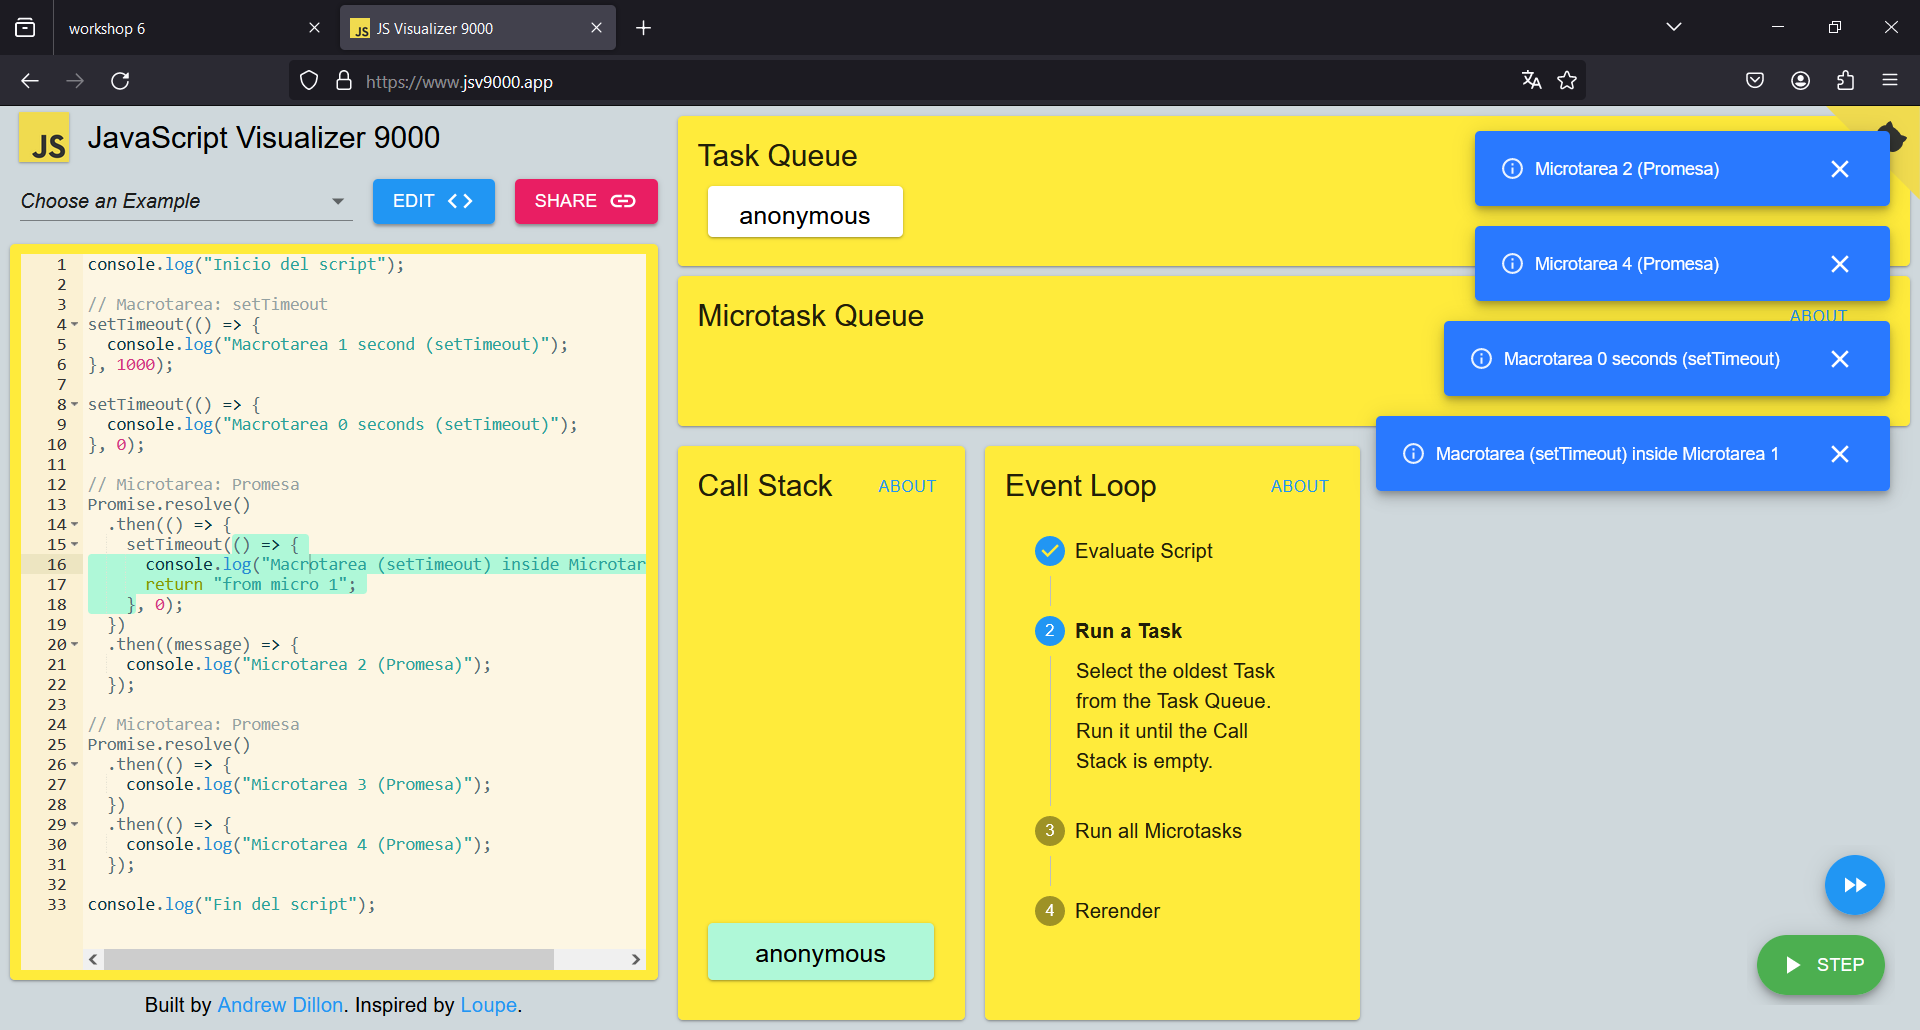 workshop 6
JS JS Visualizer 9000
https://www.jsv9000.app
JS JavaScript Visualizer 9000
Choose an Example
EDIT <>
SHARE
1 console.log("Inicio del script");
2
3 // Macrotarea: setTimeout
4 setTimeout(() => {
5 console.log("Macrotarea 1 second (setTimeout)");
6 }, 1000);
7
8 setTimeout(() => {
9 console.log("Macrotarea 0 seconds (setTimeout)");
10 }, 0);
11
12 // Microtarea: Promesa
13 Promise.resolve()
14 .then(() => {
15 setTimeout(() => {
16 console.log("Macrotarea (setTimeout) inside Microtar
17 return "from micro 1";
18 }, 0);
19 })
20 .then((message) => {
21 console.log("Microtarea 2 (Promesa)");
22 });
23
24 // Microtarea: Promesa
25 Promise.resolve()
26 .then(() => {
27 console.log("Microtarea 3 (Promesa)");
28 })
29 .then(() => {
30 console.log("Microtarea 4 (Promesa)");
31 });
32
33 console.log("Fin del script");
Built by Andrew Dillon. Inspired by Loupe.
Task Queue
anonymous
Microtask Queue
ABOUT
Call Stack
ABOUT
anonymous
Event Loop
ABOUT
Evaluate Script
2 Run a Task
Select the oldest Task
from the Task Queue.
Run it until the Call
Stack is empty.
3 Run all Microtasks
4 Rerender
Microtarea 2 (Promesa)
Microtarea 4 (Promesa)
Macrotarea 0 seconds (setTimeout)
Macrotarea (setTimeout) inside Microtarea 1
STEP